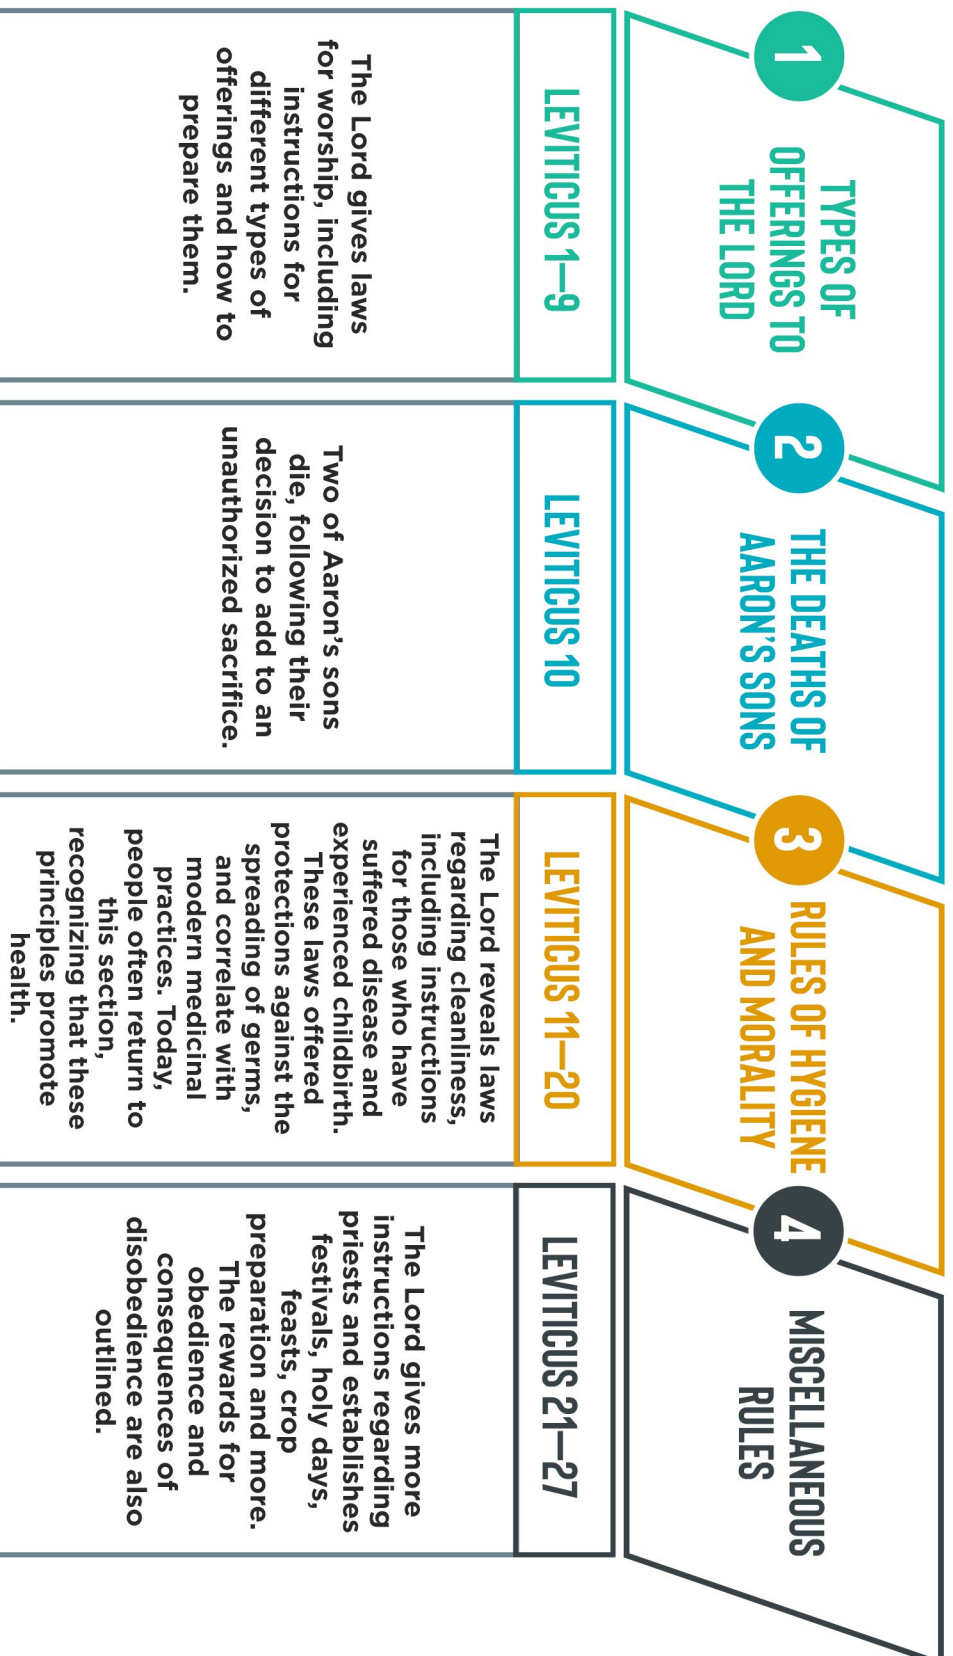 1
TYPES OF
OFFERINGS TO
THE LORD
LEVITICUS 1–9
The Lord gives laws
for worship, including
instructions for
different types of
offerings and how to
prepare them.
2
THE DEATHS OF
AARON'S SONS
LEVITICUS 10
Two of Aaron's sons
die, following their
decision to add to an
unauthorized sacrifice.
3
RULES OF HYGIENE
AND MORALITY
LEVITICUS 11–20
The Lord reveals laws
regarding cleanliness,
including instructions
for those who have
suffered disease and
experienced childbirth.
These laws offered
protections against the
spreading of germs,
and correlate with
modern medicinal
practices. Today,
people often return to
this section,
recognizing that these
principles promote
health.
4
MISCELLANEOUS
RULES
LEVITICUS 21–27
The Lord gives more
instructions regarding
priests and establishes
festivals, holy days,
feasts, crop
preparation and more.
The rewards for
obedience and
consequences of
disobedience are also
outlined.